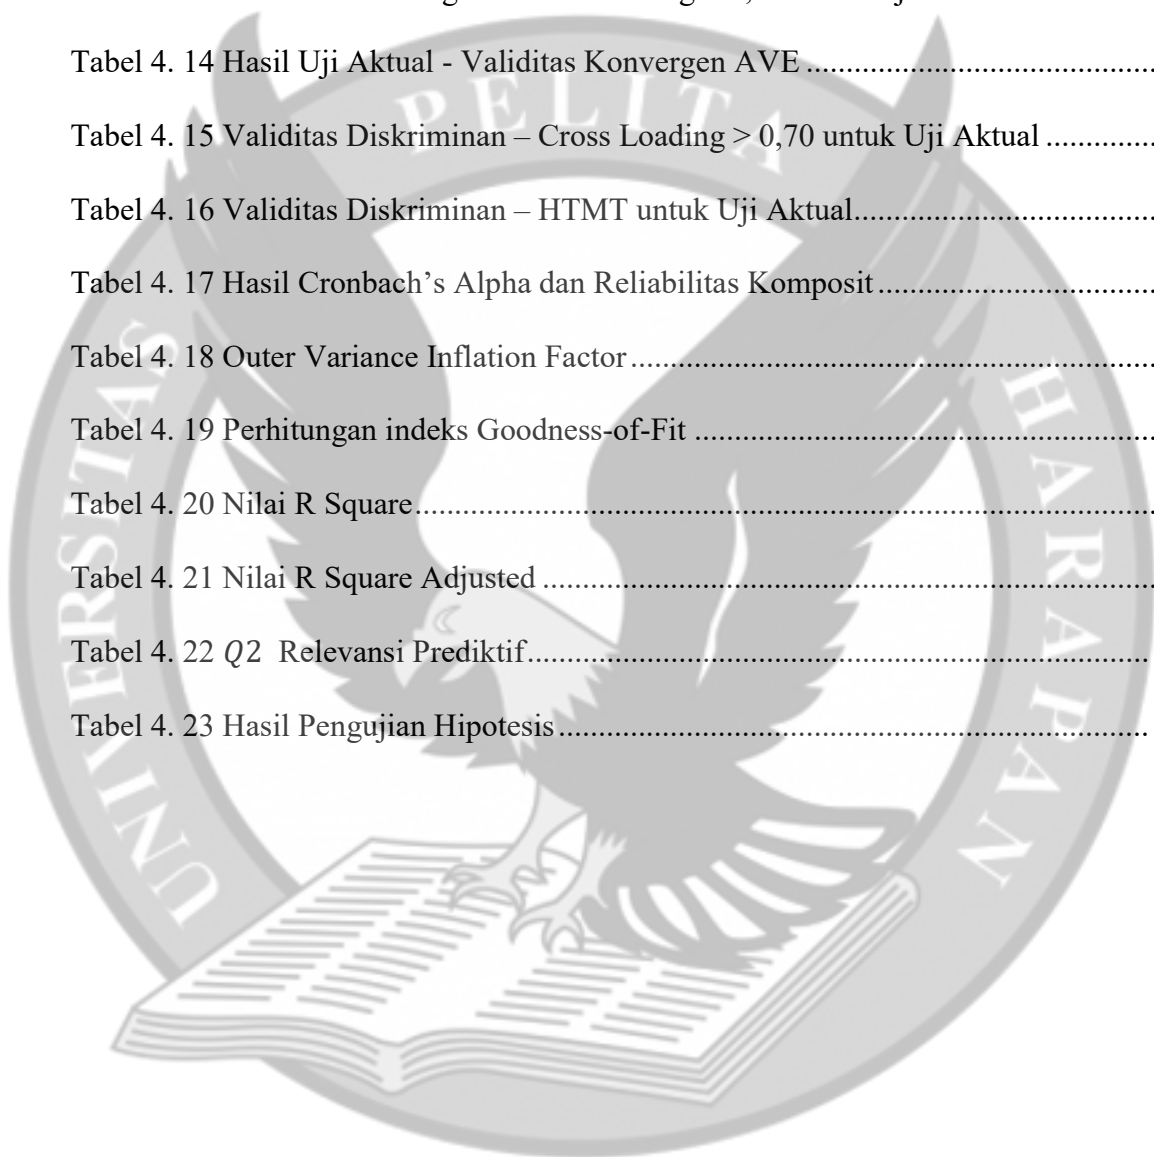 Tabel 4. 14 Hasil Uji Aktual - Validitas Konvergen AVE ............................................
Tabel 4. 15 Validitas Diskriminan – Cross Loading > 0,70 untuk Uji Aktual ..............
Tabel 4. 16 Validitas Diskriminan – HTMT untuk Uji Aktual......................................
Tabel 4. 17 Hasil Cronbach’s Alpha dan Reliabilitas Komposit...................................
Tabel 4. 18 Outer Variance Inflation Factor..................................................................
Tabel 4. 19 Perhitungan indeks Goodness-of-Fit ..........................................................
Tabel 4. 20 Nilai R Square.............................................................................................
Tabel 4. 21 Nilai R Square Adjusted .............................................................................
Tabel 4. 22 Q2 Relevansi Prediktif...............................................................................
Tabel 4. 23 Hasil Pengujian Hipotesis...........................................................................
UNIVERSITAS PELITA HARAPAN